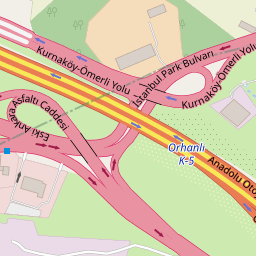 Kurnaköy-Ömerli Yolu
İstanbul Park Bulvarı
Kurnaköy-Ömerli Yolu
Eski Ankara Asfaltı Caddesi
Orhanlı
K-5
Anadolu Oto